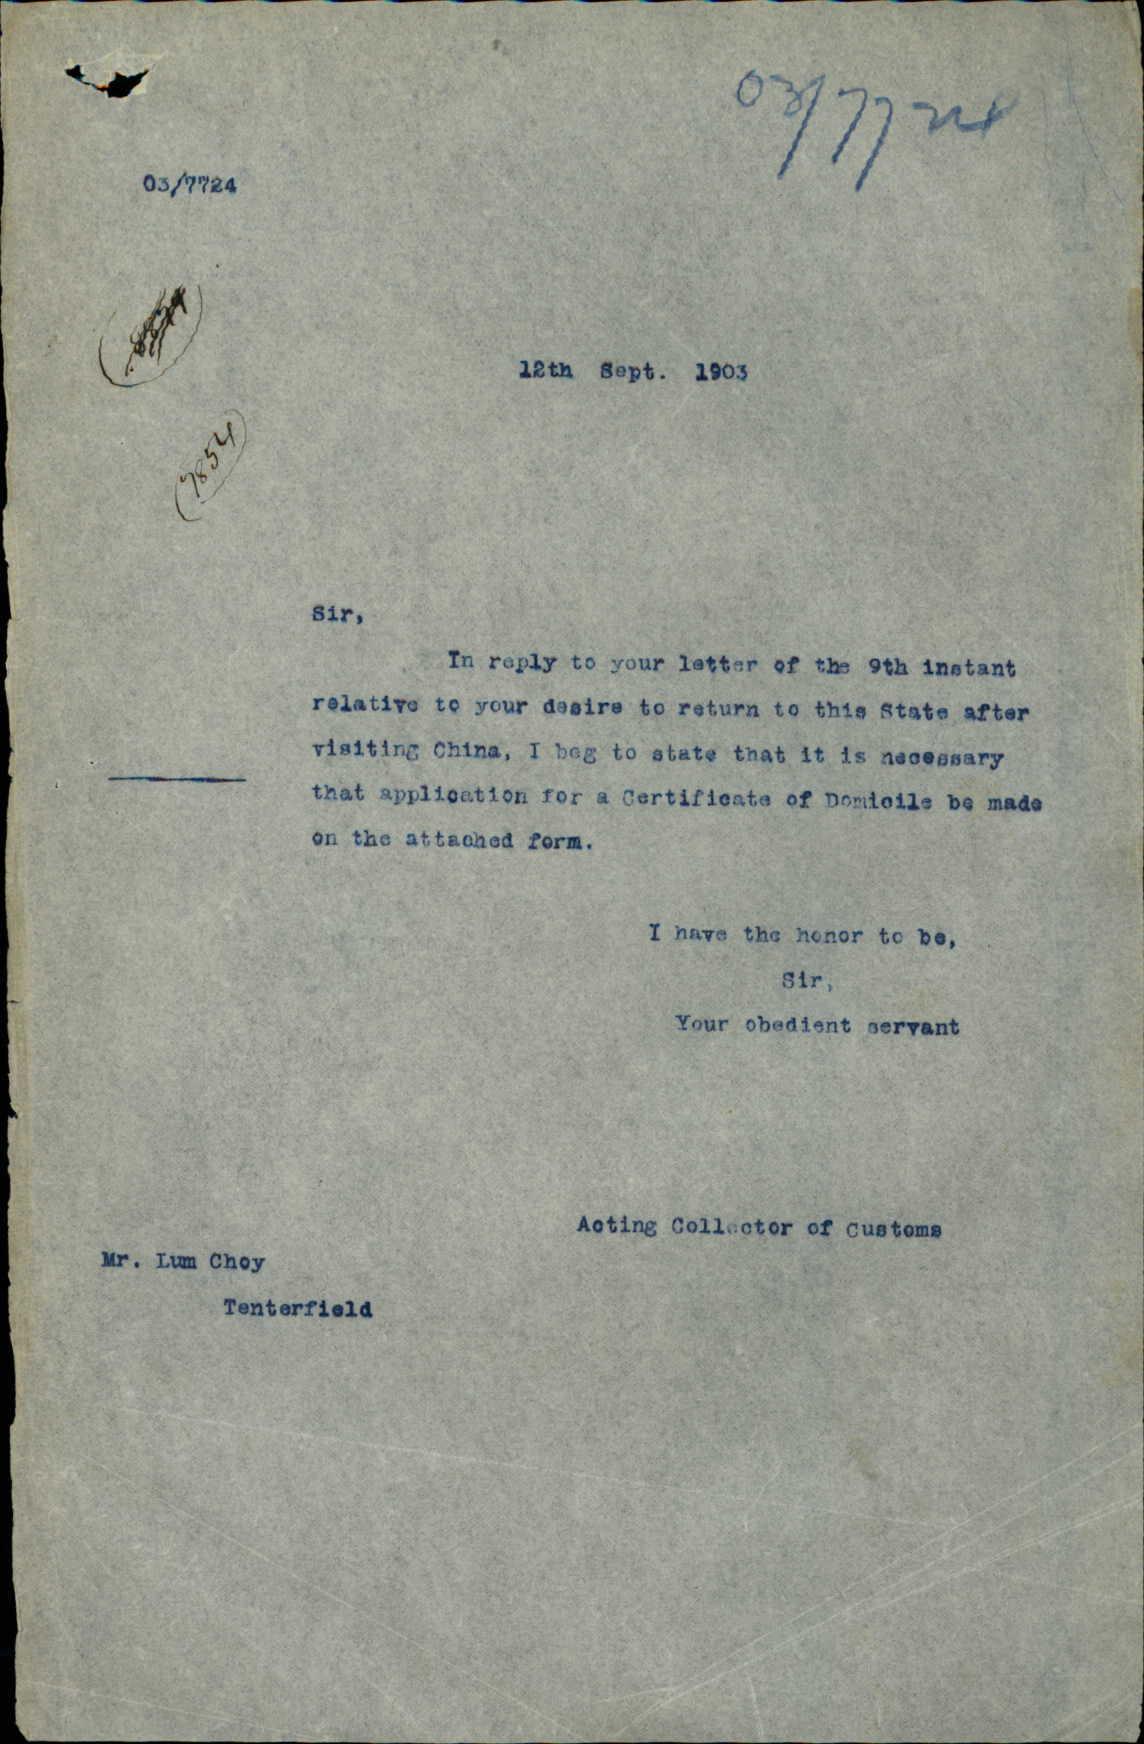 03/7724
03/7724
7854
12th Sept. 1903
Sir,
In reply to your letter of the 9th instant
relative to your desire to return to this State after
visiting China, I beg to state that it is necessary
that application for a Certificate of Domicile be made
on the attached form.
I have the honor to be,
Sir,
Your obedient servant
Acting Collector of Customs
Mr. Lum Choy
Tenterfield